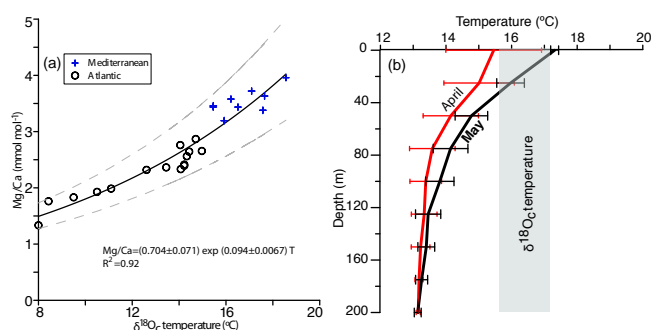 (a)
Mediterranean
Atlantic
Mg/Ca (mmol mol⁻¹)
5
4
3
2
1
0
Mg/Ca=(0.704±0.071) exp (0.094±0.0067) T
R²=0.92
8 12 16 20
δ¹⁸Oc temperature (ºC)
Temperature (ºC)
10 12 14 16 18 20
(b)
April
May
δ¹⁸Oc temperature
Depth (m)
0
40
80
120
160
200